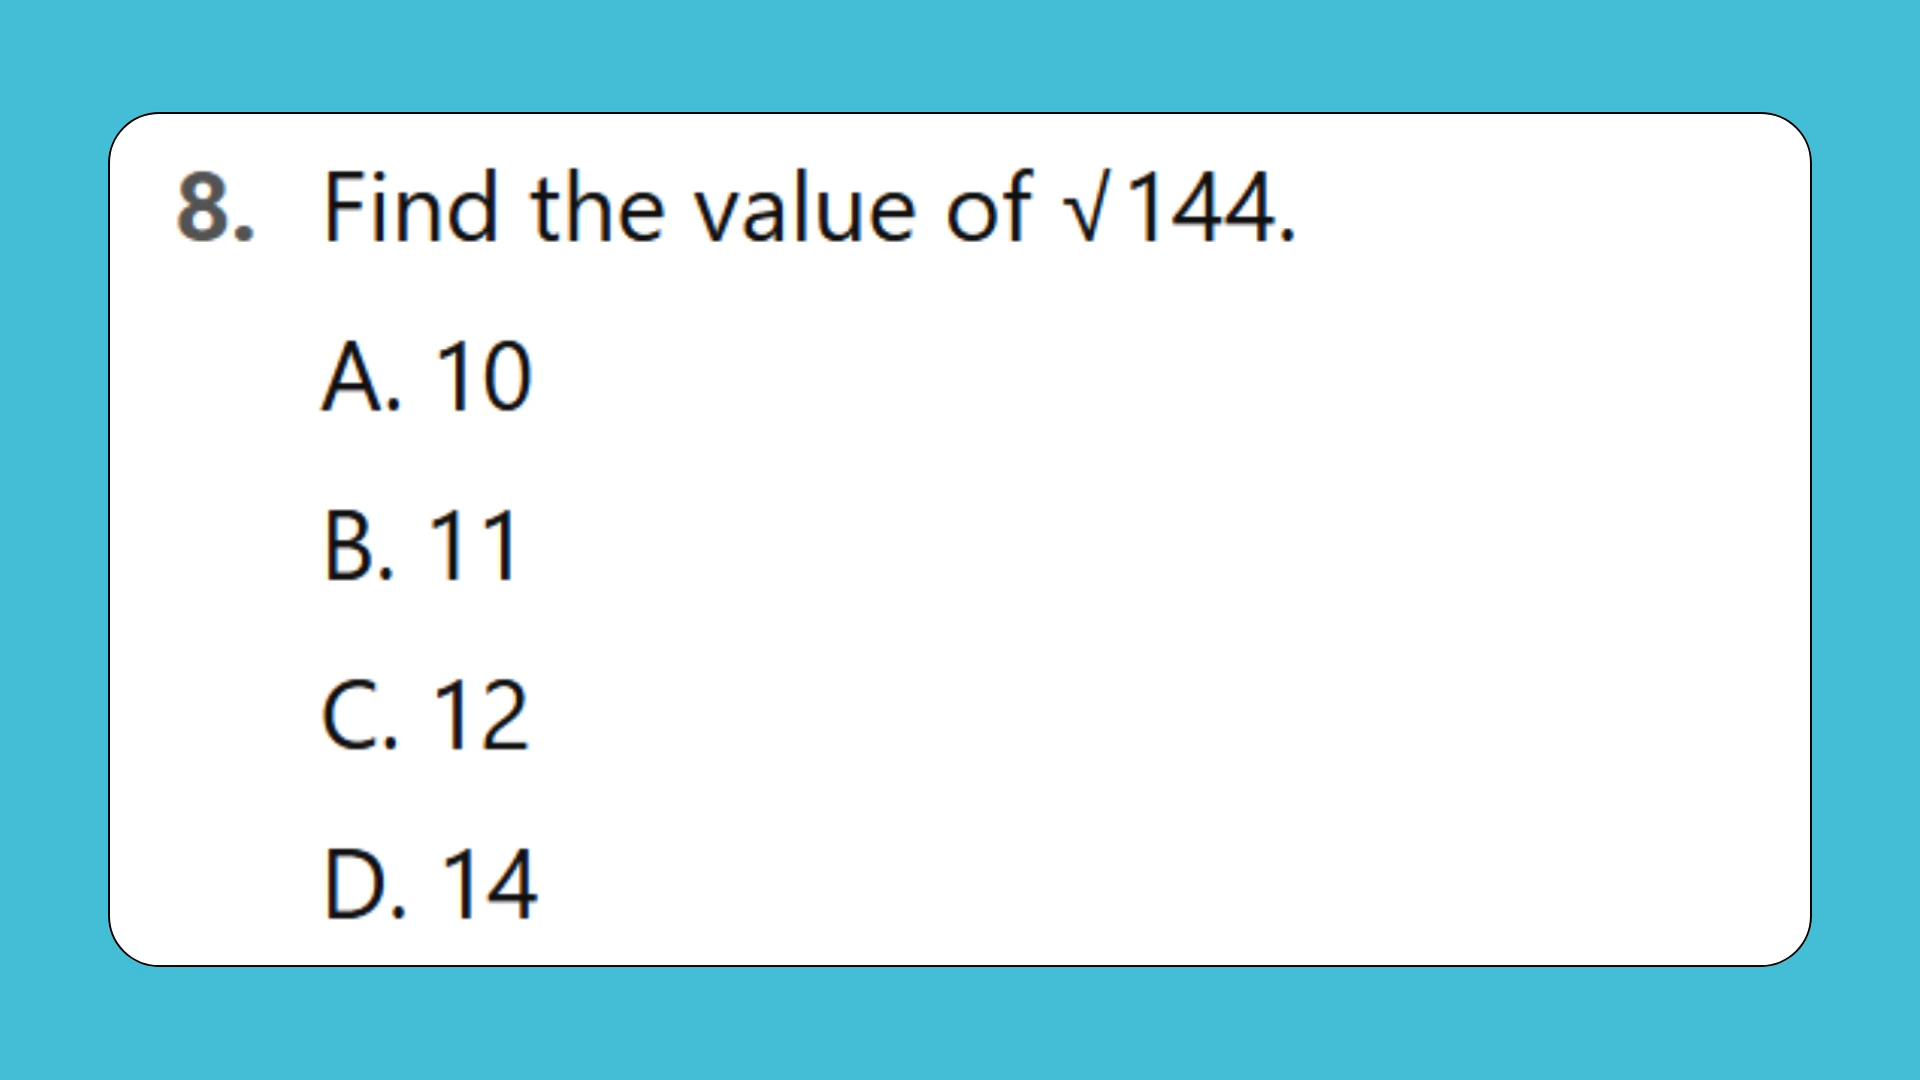 8. Find the value of √144.
A. 10
B. 11
C. 12
D. 14